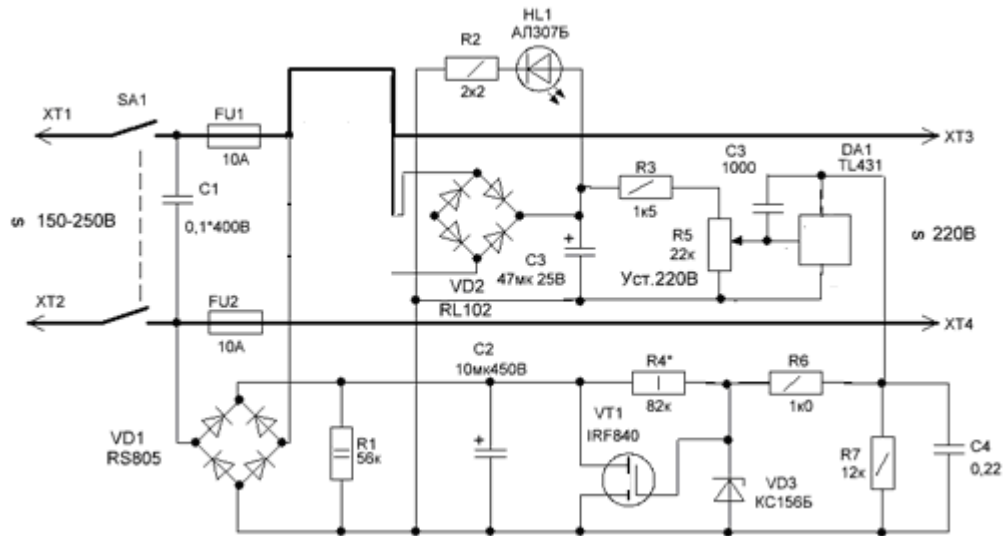 HL1
АЛ307Б
R2
2к2
XT1
SA1
FU1
10А
XT3
C3
1000
DA1
TL431
R3
1к5
C1
0,1*400В
ѕ 150-250В
R5
22к
ѕ 220В
+
C3
47мк 25В
Уст.220В
VD2
RL102
XT2
FU2
10А
XT4
C2
10мк450В
R4*
82к
R6
1к0
VT1
IRF840
VD1
RS805
R1
56к
+
R7
12к
C4
0,22
VD3
КС156Б